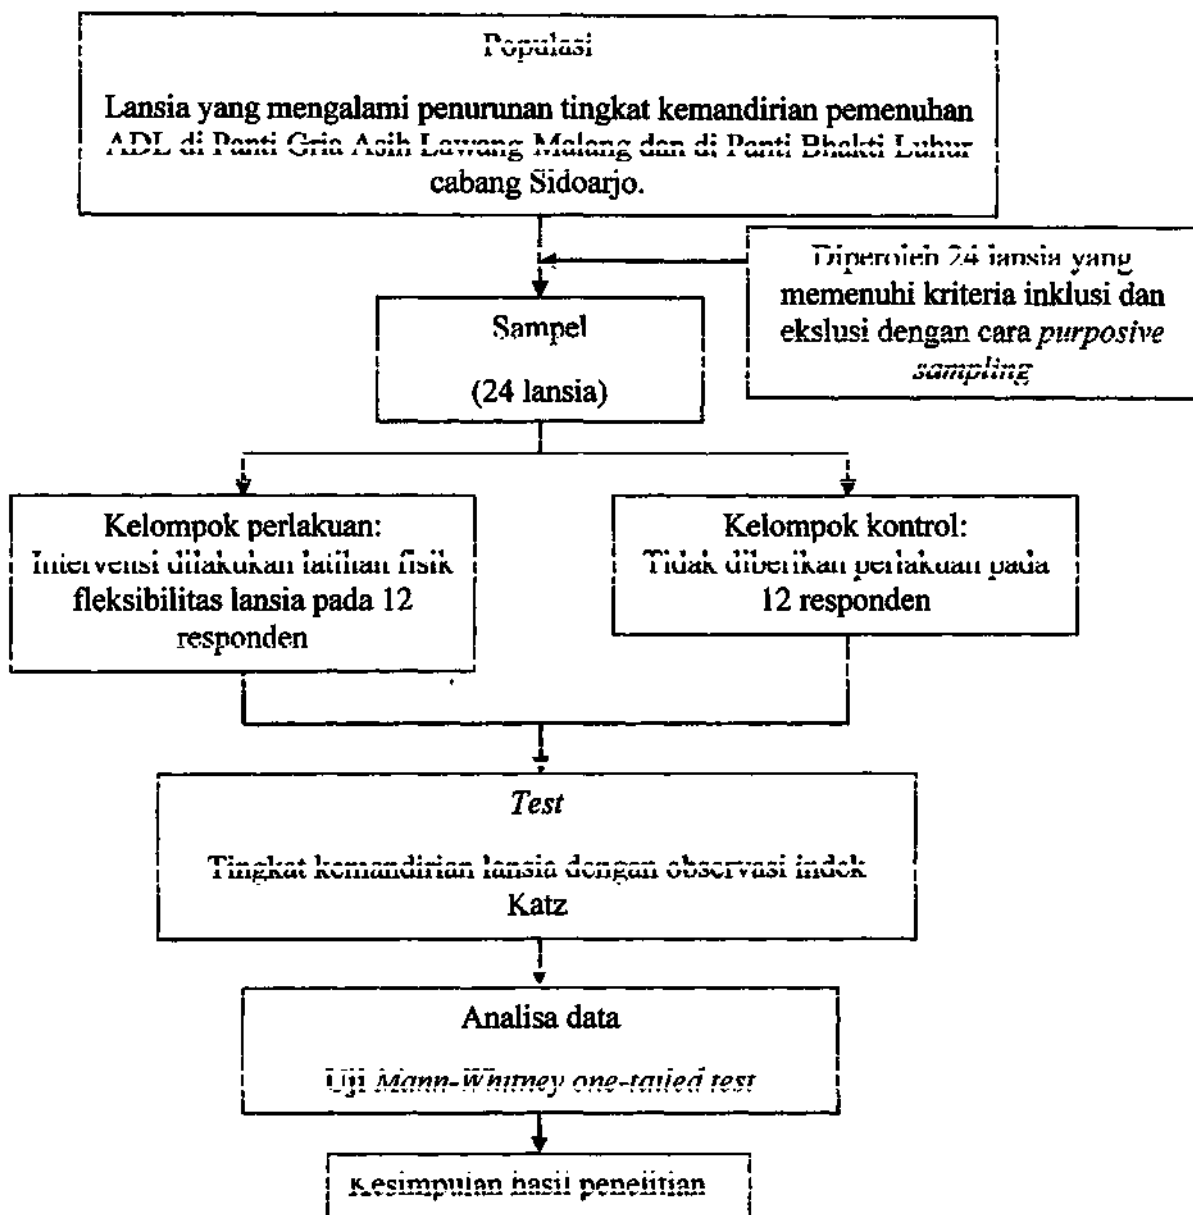 Populasi
Lansia yang mengalami penurunan tingkat kemandirian pemenuhan
ADL di Panti Gria Asih Lawang Malang dan di Panti Bhakti Luhur
cabang Sidoarjo.
Diperoleh 24 lansia yang
memenuhi kriteria inklusi dan
ekslusi dengan cara purposive
sampling
Sampel
(24 lansia)
Kelompok perlakuan:
Intervensi dilakukan latihan fisik
fleksibilitas lansia pada 12
responden
Kelompok kontrol:
Tidak diberikan perlakuan pada
12 responden
Test
Tingkat kemandirian lansia dengan observasi indek
Katz
Analisa data
Uji Mann-Whitney one-tailed test
Kesimpulan hasil penelitian